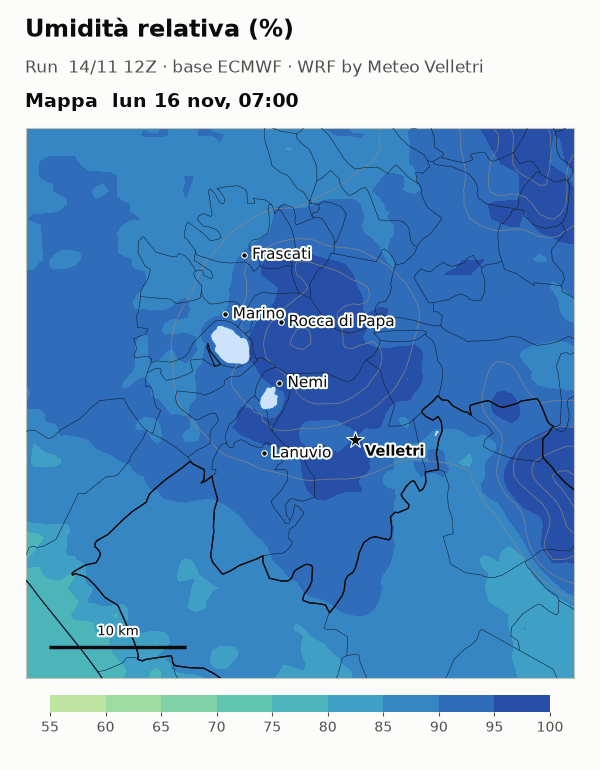 Umidità relativa (%)
Run  14/11 12Z · base ECMWF · WRF by Meteo Velletri
Mappa  lun 16 nov, 07:00
Frascati
Marino
Rocca di Papa
Nemi
Velletri
Lanuvio
10 km
55 60 65 70 75 80 85 90 95 100